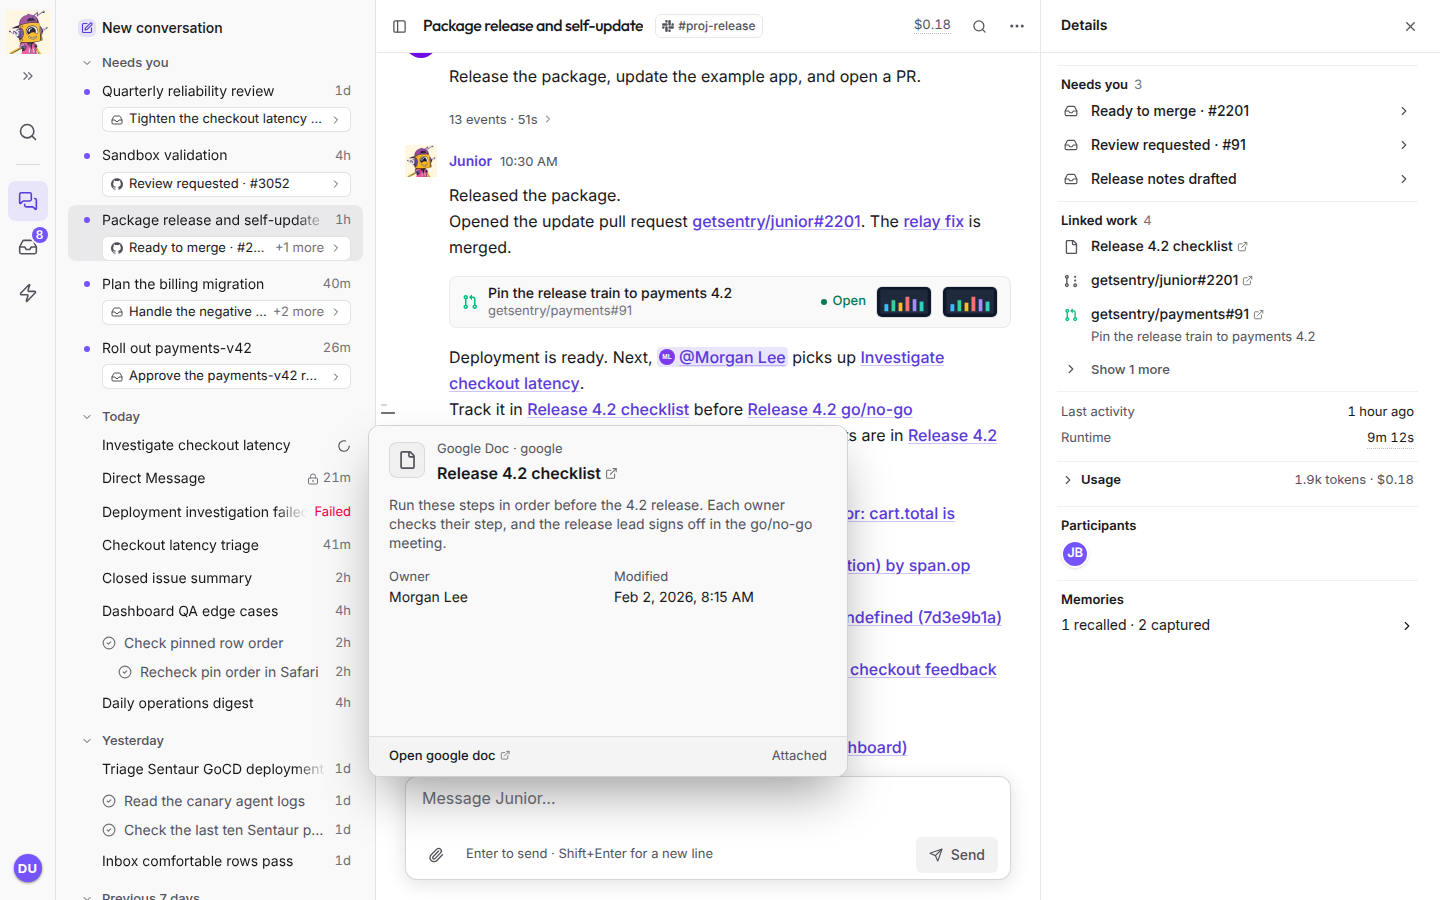 New conversation
Needs you
Quarterly reliability review 1d
Tighten the checkout latency ...
Sandbox validation 4h
Review requested · #3052
Package release and self-update 1h
Ready to merge · #2... +1 more
8
Plan the billing migration 40m
Handle the negative ... +2 more
Roll out payments-v42 26m
Approve the payments-v42 r...
Today
Investigate checkout latency
Direct Message 21m
Deployment investigation failed Failed
Checkout latency triage 41m
Closed issue summary 2h
Dashboard QA edge cases 4h
Check pinned row order 2h
Recheck pin order in Safari 2h
Daily operations digest 4h
Yesterday
Triage Sentaur GoCD deployment 1d
Read the canary agent logs 1d
Check the last ten Sentaur p... 1d
Inbox comfortable rows pass 1d
Previous 7 days
DU
Package release and self-update #proj-release $0.18
Release the package, update the example app, and open a PR.
13 events · 51s
Junior 10:30 AM
Released the package.
Opened the update pull request getsentry/junior#2201. The relay fix is
merged.
Pin the release train to payments 4.2
getsentry/payments#91
Open
Deployment is ready. Next, ML @Morgan Lee picks up Investigate
checkout latency.
Track it in Release 4.2 checklist before Release 4.2 go/no-go
s are in Release 4.2
or: cart.total is
tion) by span.op
ndefined (7d3e9b1a)
checkout feedback
hboard)
Google Doc · google
Release 4.2 checklist
Run these steps in order before the 4.2 release. Each owner
checks their step, and the release lead signs off in the go/no-go
meeting.
Owner Modified
Morgan Lee Feb 2, 2026, 8:15 AM
Open google doc Attached
Message Junior...
Enter to send · Shift+Enter for a new line
Send
Details
Needs you 3
Ready to merge · #2201
Review requested · #91
Release notes drafted
Linked work 4
Release 4.2 checklist
getsentry/junior#2201
getsentry/payments#91
Pin the release train to payments 4.2
Show 1 more
Last activity 1 hour ago
Runtime 9m 12s
Usage 1.9k tokens · $0.18
Participants
JB
Memories
1 recalled · 2 captured